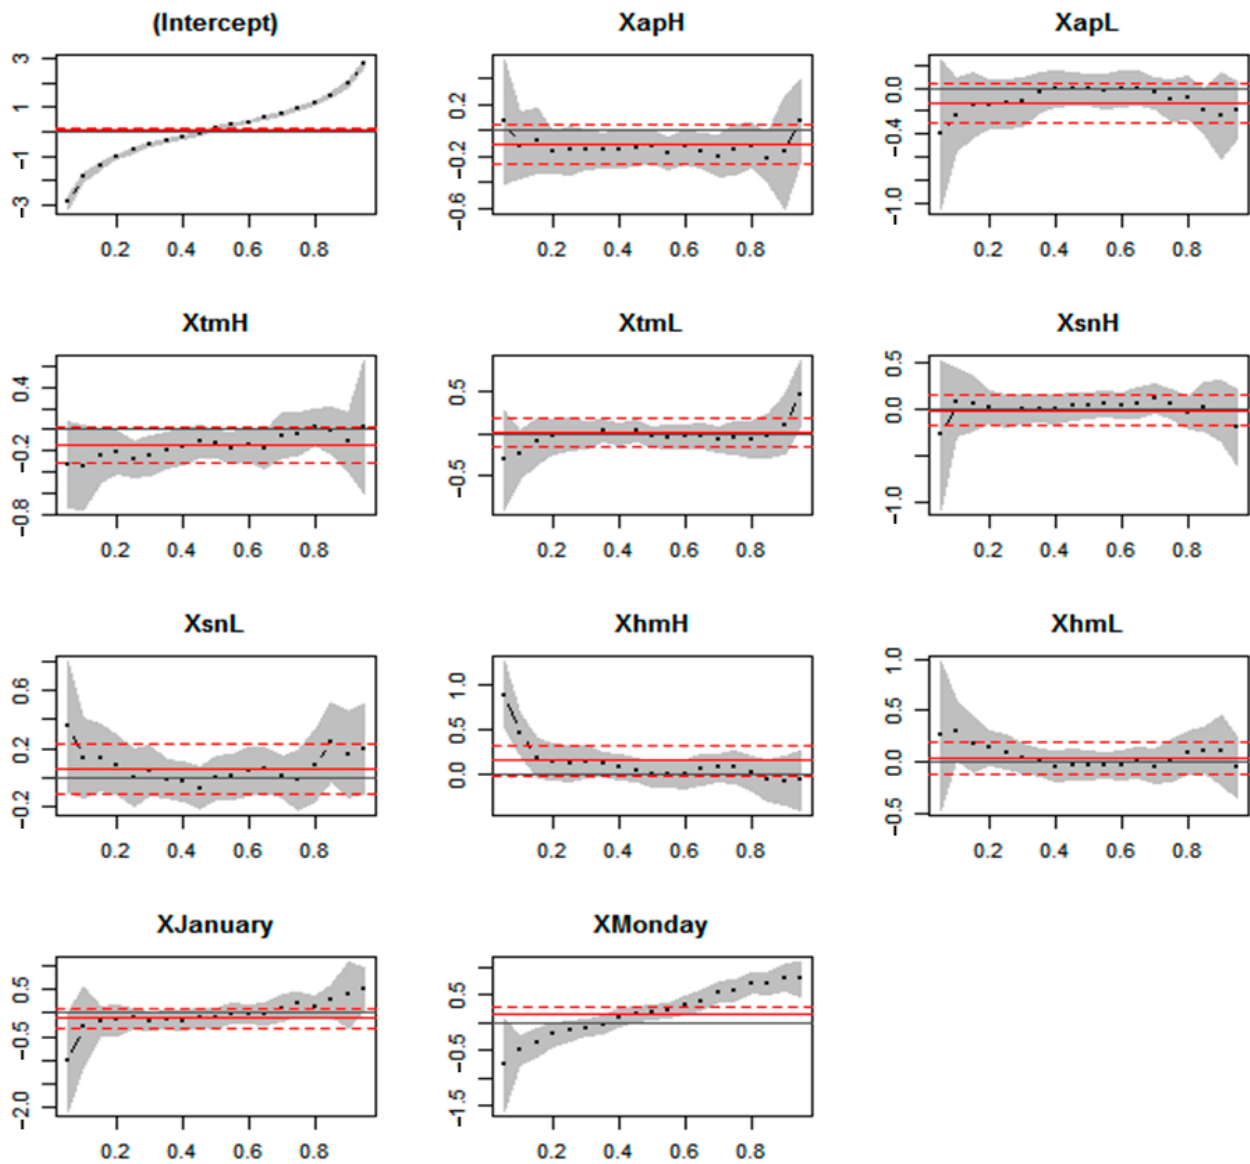 (Intercept) XapH XapL
3 1 -1 -3
0.2 -0.2 -0.6
0.0 -0.4 -1.0
0.2 0.4 0.6 0.8 0.2 0.4 0.6 0.8 0.2 0.4 0.6 0.8
XtmH XtmL XsnH
0.4 -0.2 -0.8
0.5 -0.5
0.5 0.0 -1.0
0.2 0.4 0.6 0.8 0.2 0.4 0.6 0.8 0.2 0.4 0.6 0.8
XsnL XhmH XhmL
0.6 0.2 -0.2
1.0 0.5 0.0
1.0 0.5 0.0 -0.5
0.2 0.4 0.6 0.8 0.2 0.4 0.6 0.8 0.2 0.4 0.6 0.8
XJanuary XMonday
0.5 -0.5 -2.0
0.5 -0.5 -1.5
0.2 0.4 0.6 0.8 0.2 0.4 0.6 0.8